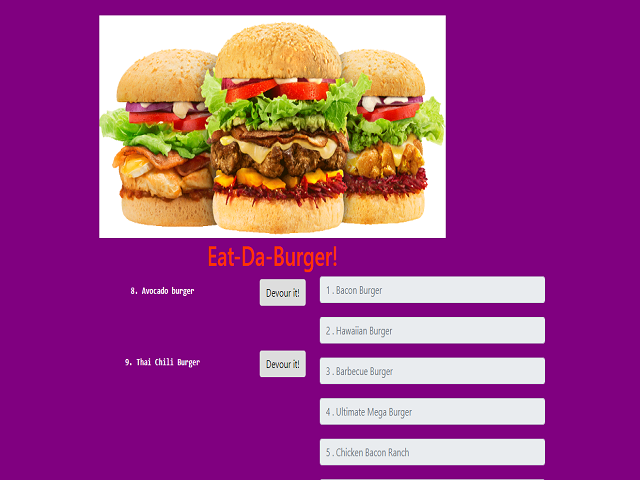 Eat-Da-Burger!
8. Avocado burger
Devour it!
9. Thai Chili Burger
Devour it!
1 . Bacon Burger
2 . Hawaiian Burger
3 . Barbecue Burger
4 . Ultimate Mega Burger
5 . Chicken Bacon Ranch